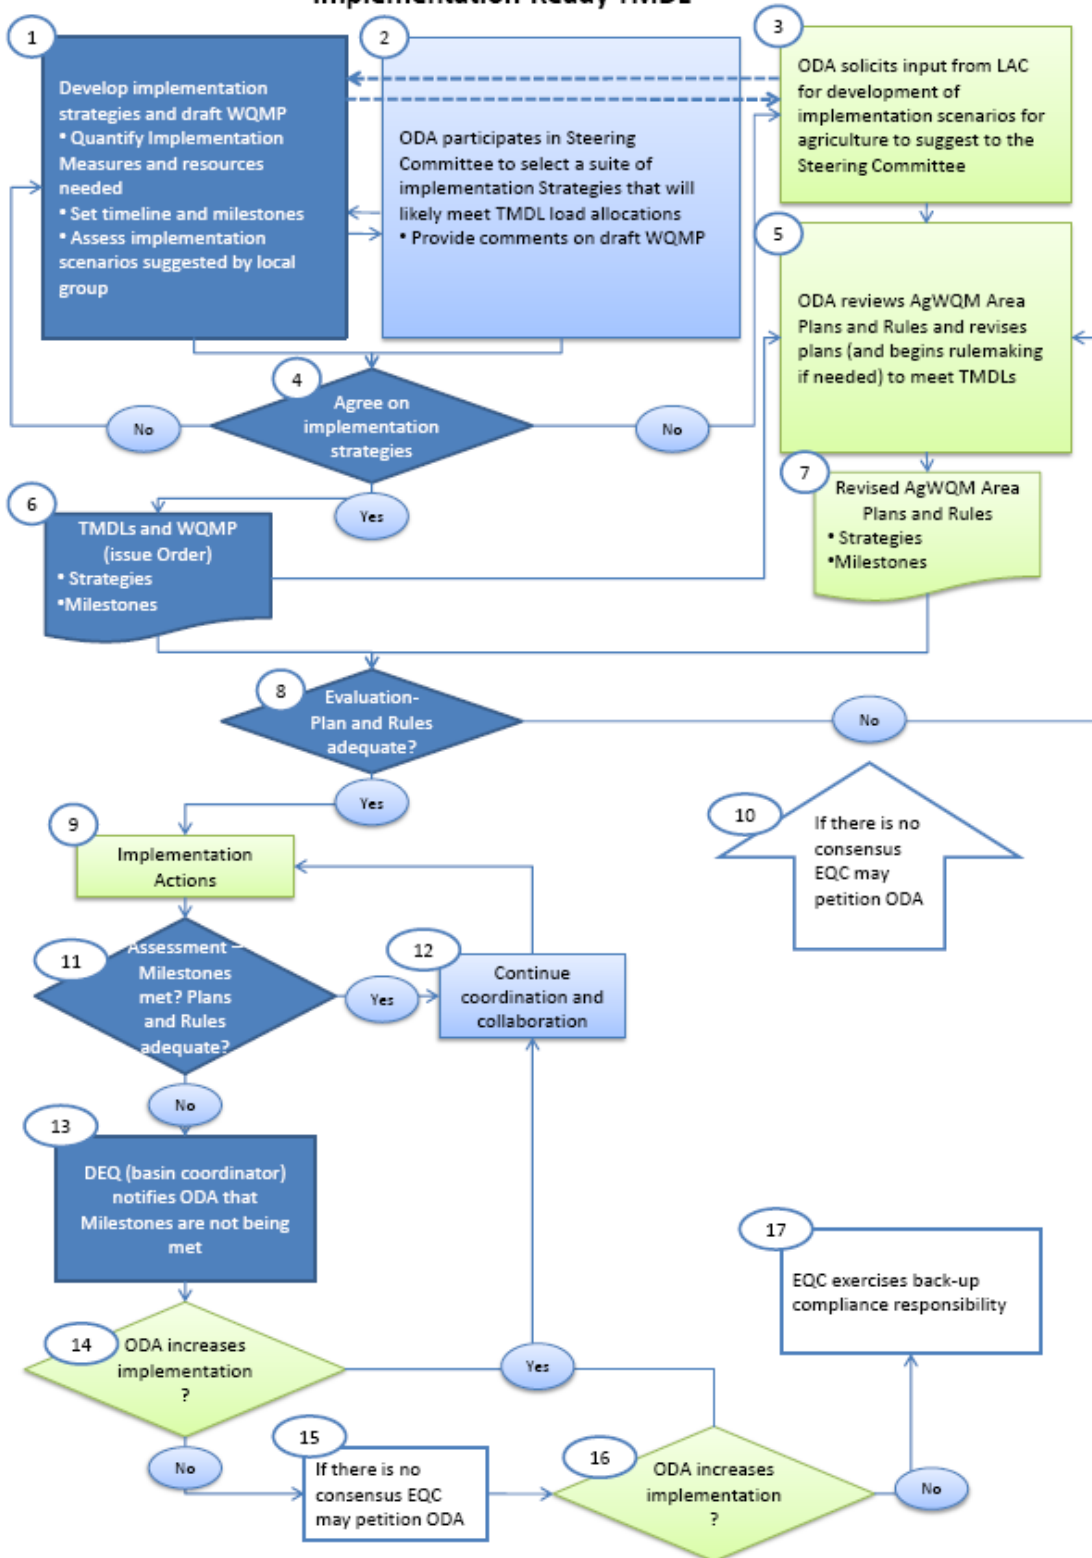 Implementation Ready TMDL
1
Develop implementation
strategies and draft WQMP
• Quantify Implementation
Measures and resources
needed
• Set timeline and milestones
• Assess implementation
scenarios suggested by local
group
2
ODA participates in Steering
Committee to select a suite of
implementation Strategies that will
likely meet TMDL load allocations
• Provide comments on draft WQMP
3
ODA solicits input from LAC
for development of
implementation scenarios for
agriculture to suggest to the
Steering Committee
4
Agree on
implementation
strategies
No
No
Yes
5
ODA reviews AgWQM Area
Plans and Rules and revises
plans (and begins rulemaking
if needed) to meet TMDLs
6
TMDLs and WQMP
(issue Order)
• Strategies
•Milestones
7
Revised AgWQM Area
Plans and Rules
• Strategies
•Milestones
8
Evaluation-
Plan and Rules
adequate?
No
Yes
9
Implementation
Actions
10
If there is no
consensus
EQC may
petition ODA
11
Assessment –
Milestones
met? Plans
and Rules
adequate?
Yes
12
Continue
coordination and
collaboration
No
13
DEQ (basin coordinator)
notifies ODA that
Milestones are not being
met
14
ODA increases
implementation
?
Yes
No
15
If there is no
consensus EQC
may petition ODA
16
ODA increases
implementation
?
No
17
EQC exercises back-up
compliance responsibility